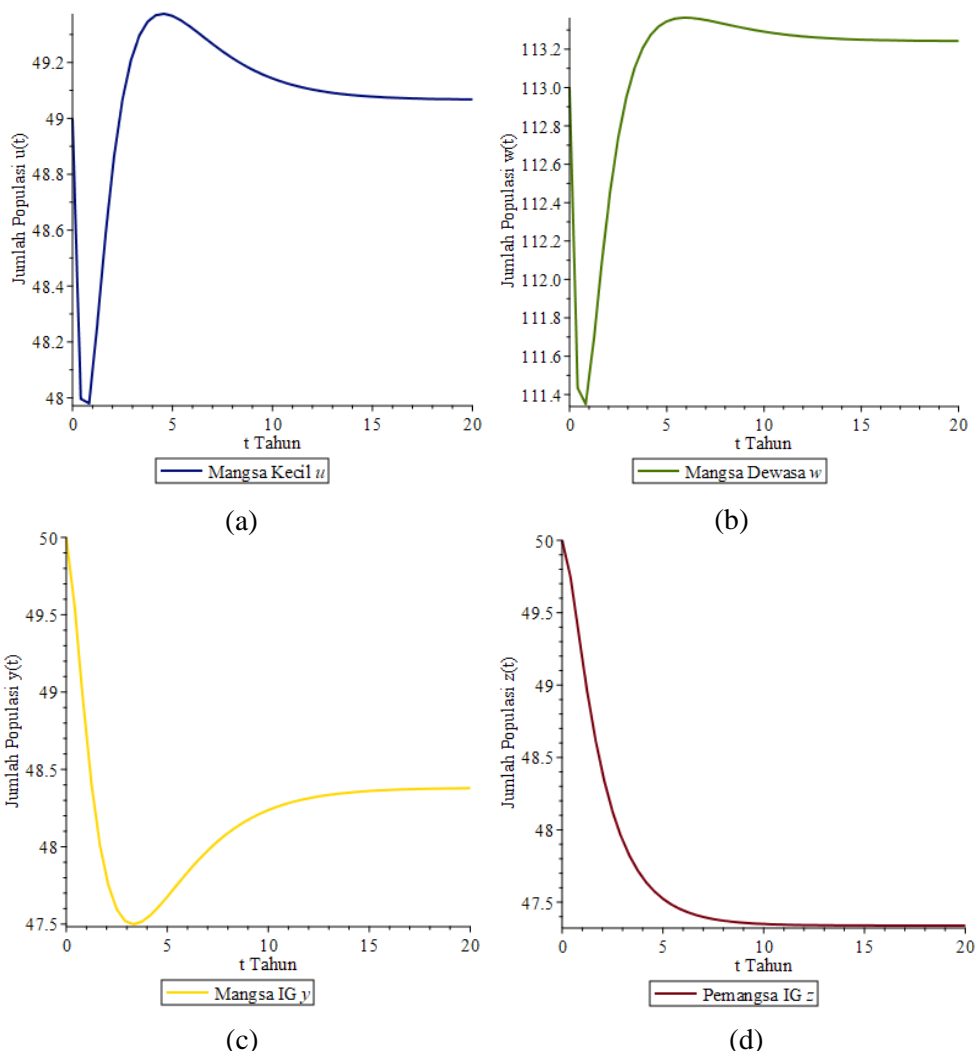 Jumlah Populasi u(t)
49.2
49
48.8
48.6
48.4
48.2
48
0 5 10 15 20
t Tahun
Mangsa Kecil u
(a)
Jumlah Populasi w(t)
113.2
113.0
112.8
112.6
112.4
112.2
112.0
111.8
111.6
111.4
0 5 10 15 20
t Tahun
Mangsa Dewasa w
(b)
Jumlah Populasi y(t)
50
49.5
49
48.5
48
47.5
0 5 10 15 20
t Tahun
Mangsa IG y
(c)
Jumlah Populasi z(t)
50
49.5
49
48.5
48
47.5
0 5 10 15 20
t Tahun
Pemangsa IG z
(d)